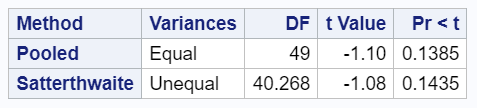 Method Variances DF t Value Pr < t
Pooled Equal 49 -1.10 0.1385
Satterthwaite Unequal 40.268 -1.08 0.1435